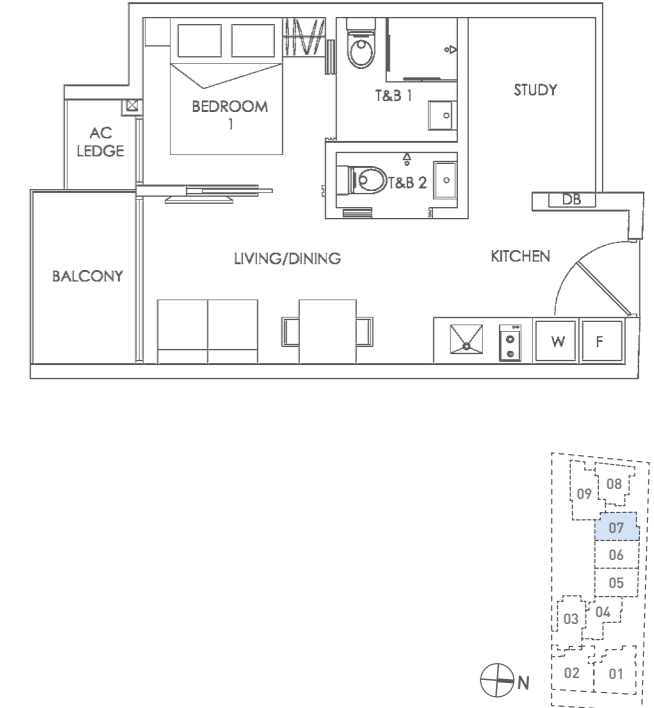 BEDROOM
1
T&B 1
STUDY
AC
LEDGE
T&B 2
DB
LIVING/DINING
KITCHEN
BALCONY
W
F
08
09
07
06
05
04
03
02
01
N